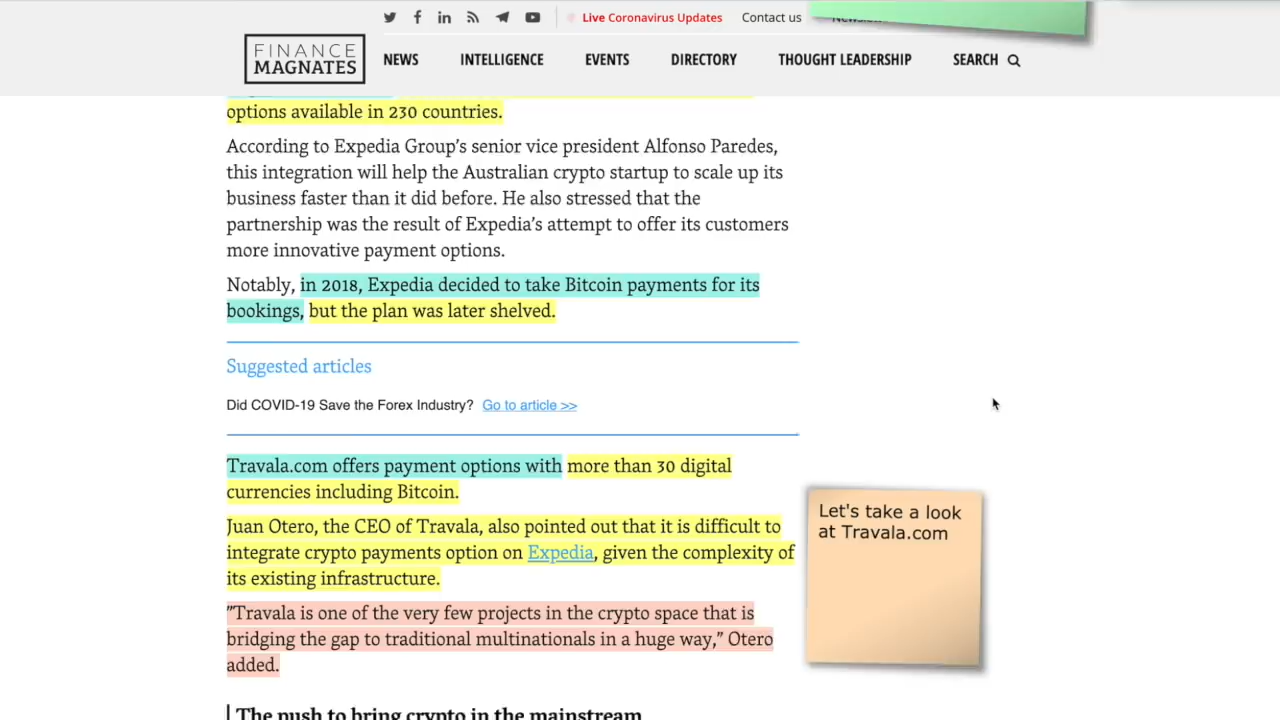 Live Coronavirus Updates
Contact us
FINANCE
MAGNATES
NEWS
INTELLIGENCE
EVENTS
DIRECTORY
THOUGHT LEADERSHIP
SEARCH
options available in 230 countries.
According to Expedia Group's senior vice president Alfonso Paredes,
this integration will help the Australian crypto startup to scale up its
business faster than it did before. He also stressed that the
partnership was the result of Expedia's attempt to offer its customers
more innovative payment options.
Notably, in 2018, Expedia decided to take Bitcoin payments for its
bookings, but the plan was later shelved.
Suggested articles
Did COVID-19 Save the Forex Industry? Go to article >>
Travala.com offers payment options with more than 30 digital
currencies including Bitcoin.
Juan Otero, the CEO of Travala, also pointed out that it is difficult to
integrate crypto payments option on Expedia, given the complexity of
its existing infrastructure.
"Travala is one of the very few projects in the crypto space that is
bridging the gap to traditional multinationals in a huge way," Otero
added.
Let's take a look
at Travala.com
The push to bring crypto in the mainstream